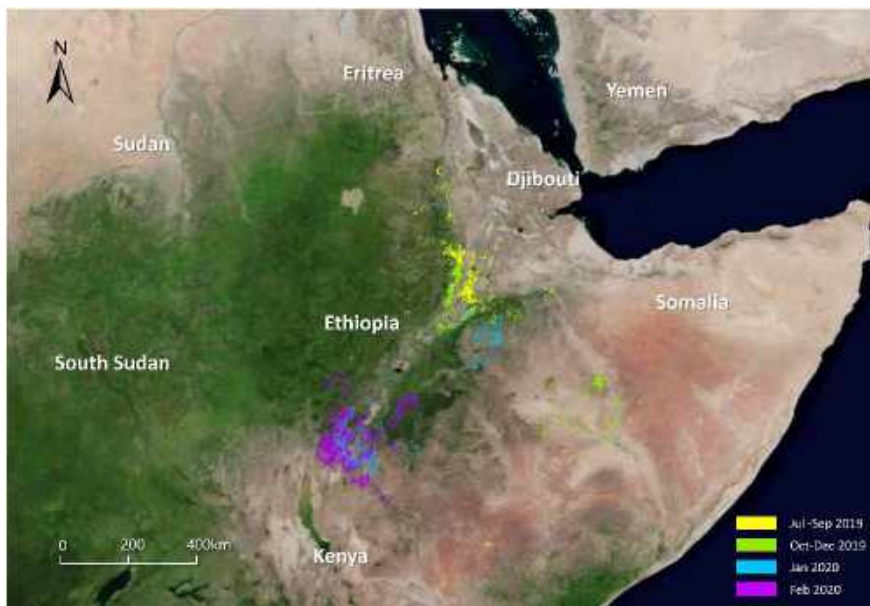 N
Eritrea
Yemen
Sudan
Djibouti
Somalia
Ethiopia
South Sudan
0 200 400km
Kenya
Jul -Sep 2019
Oct-Dec 2019
Jan 2020
Feb 2020